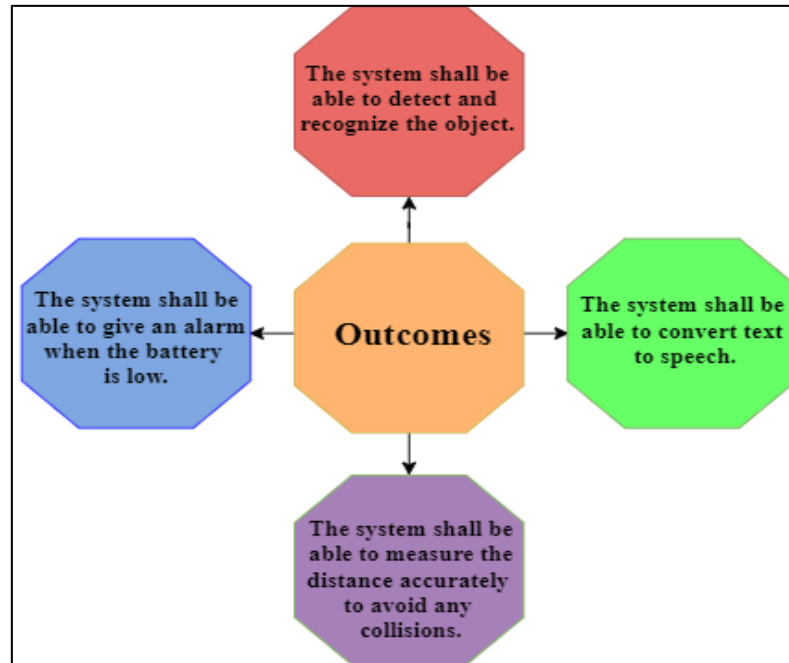 The system shall be
able to detect and
recognize the object.
The system shall be
able to give an alarm
when the battery
is low.
Outcomes
The system shall be
able to convert text
to speech.
The system shall be
able to measure the
distance accurately
to avoid any
collisions.